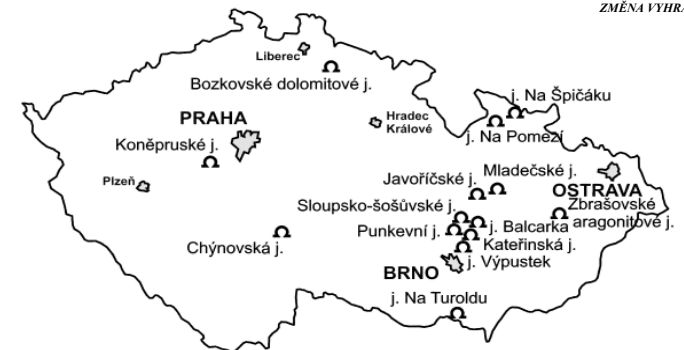 ZMĚNA VYHRA
Liberec
Bozkovské dolomitové j.
j. Na Špičáku
PRAHA
Hradec
Králové
j. Na Pomezí
Koněpruské j.
Mladečské j.
Javoříčské j.
Plzeň
OSTRAVA
Sloupsko-šošůvské j.
Zbrašovské
aragonitové j.
Punkevní j.
j. Balcarka
Chýnovská j.
Kateřinská j.
j. Výpustek
BRNO
j. Na Turoldu